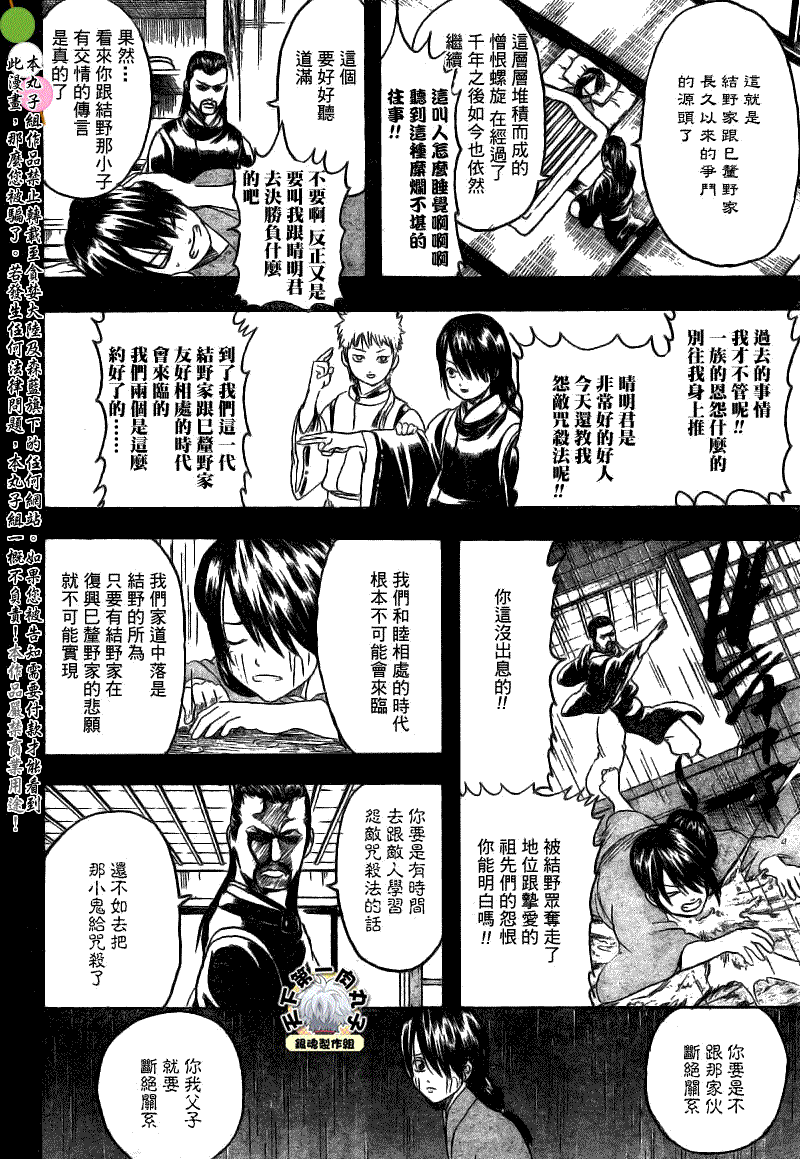 這就是
結野家跟巳釐野家
長久以來的爭鬥
的源頭了
這層層堆積而成的
憎恨螺旋 在經過了
千年之後如今也依然
繼續
這叫人怎麼睡覺啊啊啊
聽到這種糜爛不堪的
往事!!
這個
要好好聽
道滿
果然…
看來你跟結野那小子
有交情的傳言
是真的了
不要啊 反正又是
要叫我跟晴明君
去決勝負什麼
的吧
過去的事情
我才不管呢!!
一族的恩怨什麼的
別往我身上推
晴明君是
非常好的好人
今天還教我
怨敵咒殺法呢!!
到了我們這一代
結野家跟巳釐野家
友好相處的時代
會來臨的
我們兩個是這麼
約好了的……
你這沒出息的!!
被結野眾奪走了
地位跟摯愛的
祖先們的怨恨
你能明白嗎!!
我們和睦相處的時代
根本不可能會來臨
我們家道中落是
結野的所為
只要有結野家在
復興巳釐野家的悲願
就不可能實現
你要是有時間
去跟敵人學習
怨敵咒殺法的話
還不如去把
那小鬼給咒殺了
你要是不
跟那家伙
斷絕關系
你我父子
就要
斷絕關系
天下第一肉丸子
銀魂製作組
本丸子組作品禁止轉載至貪婪大陸及森藍旗下的任何網站。如果您被告知需要付款才能看到
此漫畫，那麼您被騙了。若發生任何法律問題，本丸子組一概不負責！本作品嚴禁商業用途！